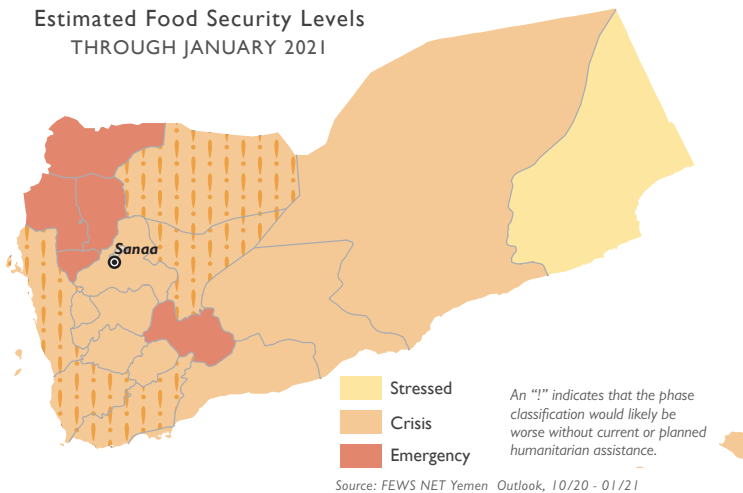 Estimated Food Security Levels
THROUGH JANUARY 2021
Sanaa
Stressed
Crisis
Emergency
An “!” indicates that the phase
classification would likely be
worse without current or planned
humanitarian assistance.
Source: FEWS NET Yemen Outlook, 10/20 - 01/21